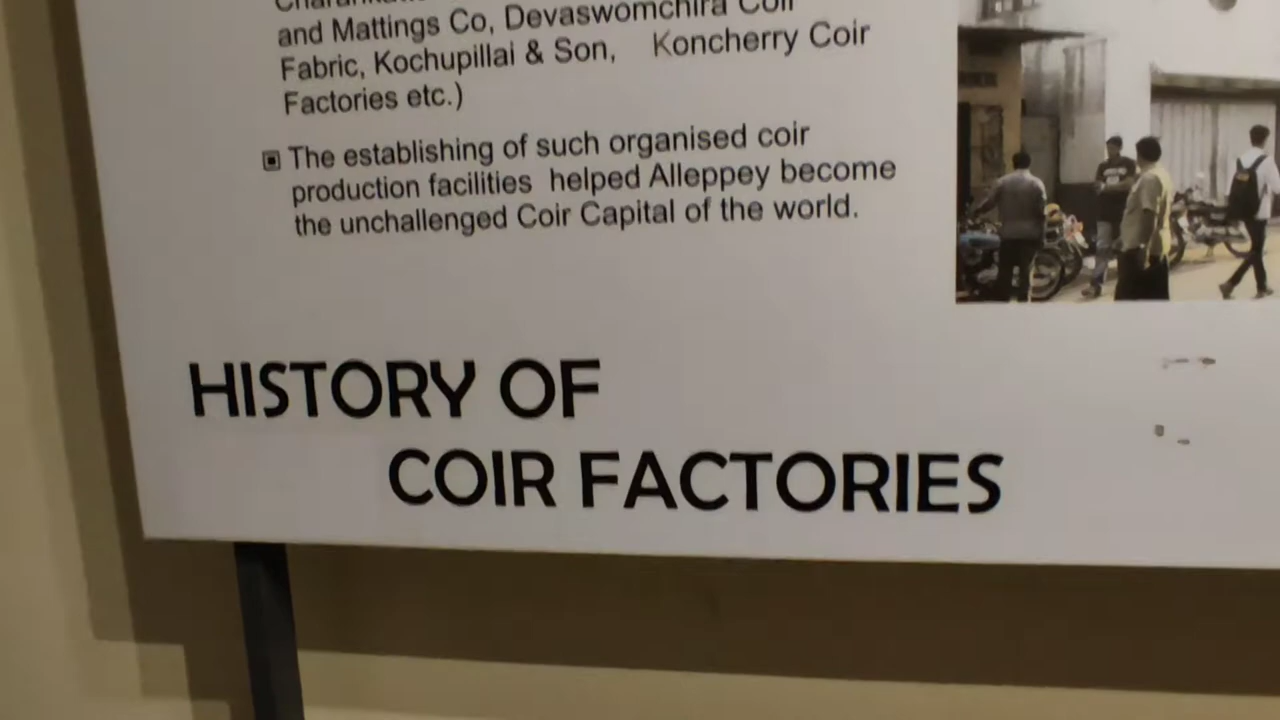 and Mattings Co, Devaswomchira Coir
Fabric, Kochupillai & Son, Koncherry Coir
Factories etc.)
The establishing of such organised coir
production facilities helped Alleppey become
the unchallenged Coir Capital of the world.
HISTORY OF
COIR FACTORIES